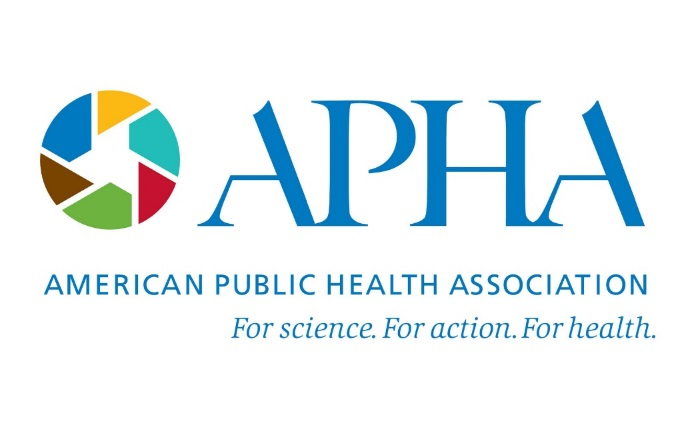 APHA
AMERICAN PUBLIC HEALTH ASSOCIATION
For science. For action. For health.